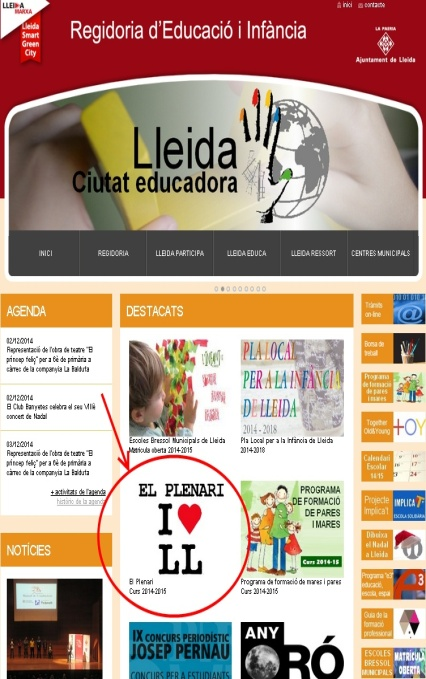 LLEIDA MARXA
inici contacte
Lleida
Smart
Green
City
Regidoria d'Educació i Infància
LA PAERIA
Ajuntament de Lleida
Lleida
Ciutat educadora
INICI REGIDORIA LLEIDA PARTICIPA LLEIDA EDUCA LLEIDA RESSORT CENTRES MUNICIPALS
AGENDA
02/12/2014
Representació de l'obra de teatre "El
príncep feliç" per a 6è de primària a
càrrec de la companyia La Balduta
02/12/2014
El Club Banyetes celebra el seu VIIIè
concert de Nadal
03/12/2014
Representació de l'obra de teatre "El
príncep feliç" per a 6è de primària a
càrrec de la companyia La Balduta
+ activitats de l'agenda
històric de la agenda
NOTÍCIES
DESTACATS
Escoles Bressol Municipals de Lleida
Matrícula oberta 2014-2015
PLA LOCAL
PER A LA INFÀNCIA
DE LLEIDA
2014 - 2018
Pla Local per a la Infància de Lleida
2014-2018
EL PLENARI
I
LL
El Plenari
Curs 2014-2015
PROGRAMA
DE FORMACIÓ
DE PARES
I MARES
Curs 2014-15
Programa de formació de mares i pares
Curs 2014-2015
IX CONCURS PERIODÍSTIC
JOSEP PERNAU
CONCURS PER A ESTUDIANTS
ANY
RÓ
Tràmits
on-line
Borsa de
treball
Programa
de formació
de pares
i mares
Together
Old&Young
+OY
Calendari
Escolar
14/15
Projecte
Implica't
IMPLICA'T
ESCOLA SOLIDÀRIA
Dibuixa
el Nadal
a Lleida
Programa "e3
educació,
escola, espai
e3
Guia de la
formació
professional
ESCOLES
BRESSOL
MUNICIPALS